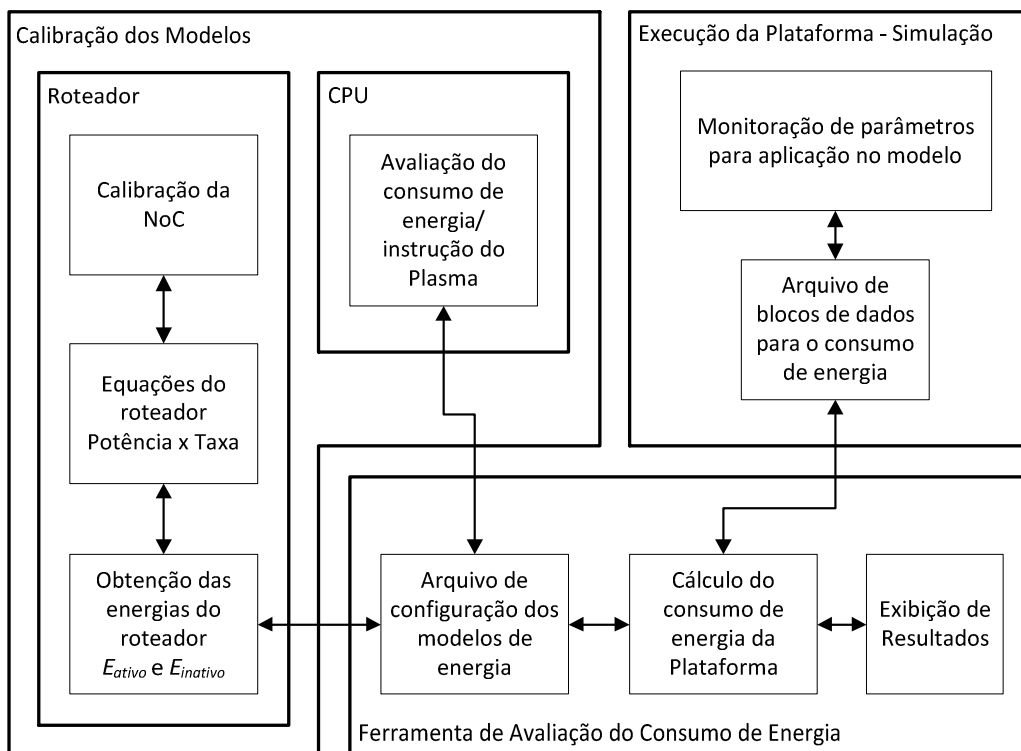 Calibração dos Modelos
Roteador
Calibração da
NoC
Equações do
roteador
Potência x Taxa
Obtenção das
energias do
roteador
Eativo e Einativo
CPU
Avaliação do
consumo de
energia/
instrução do
Plasma
Execução da Plataforma - Simulação
Monitoração de parâmetros
para aplicação no modelo
Arquivo de
blocos de dados
para o consumo
de energia
Arquivo de
configuração dos
modelos de
energia
Cálculo do
consumo de
energia da
Plataforma
Exibição de
Resultados
Ferramenta de Avaliação do Consumo de Energia